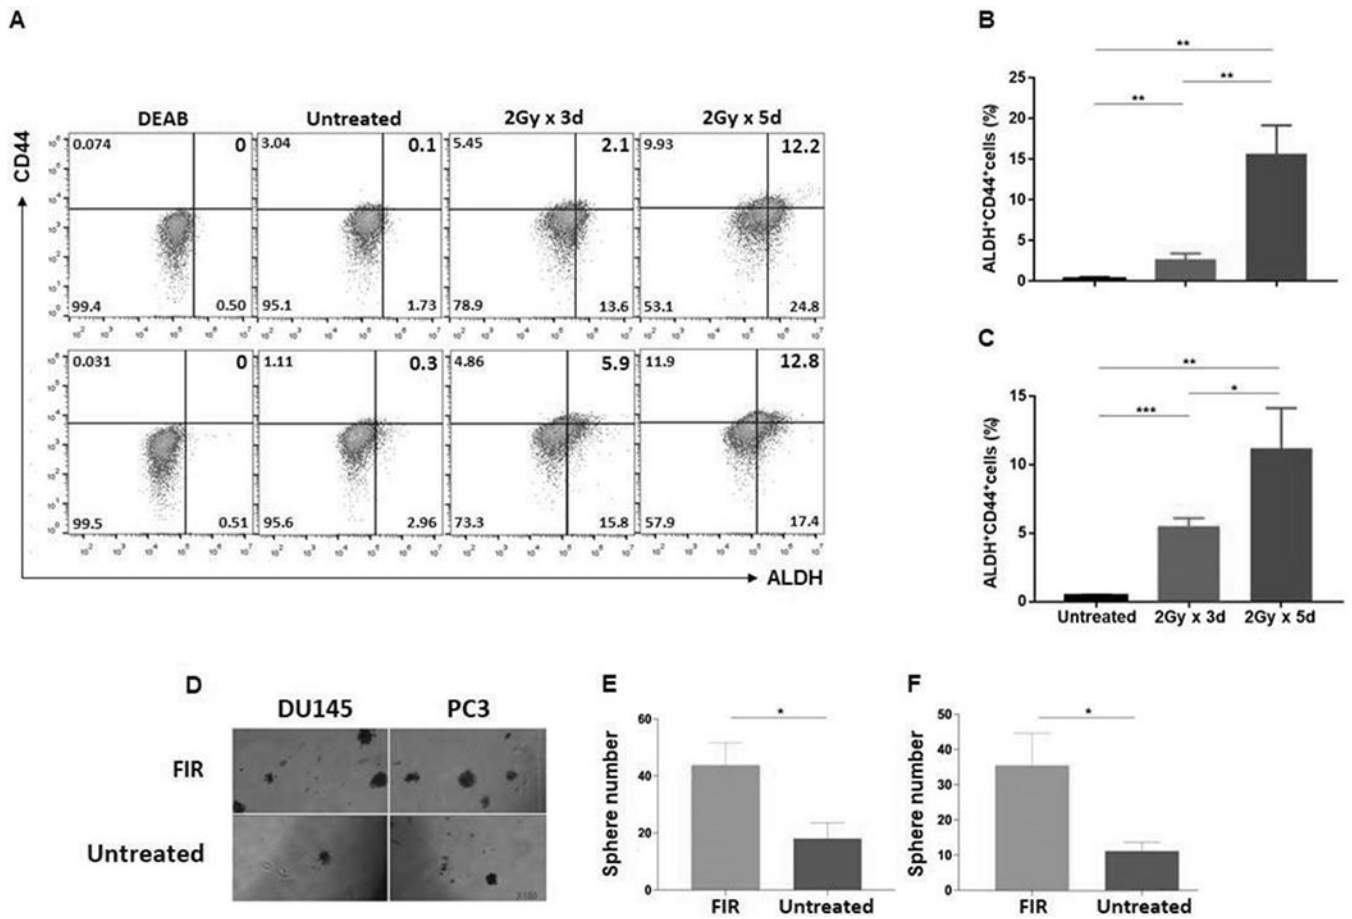 A
DEAB Untreated 2Gy x 3d 2Gy x 5d
CD44
0.074 0 3.04 0.1 5.45 2.1 9.93 12.2
99.4 0.50 95.1 1.73 78.9 13.6 53.1 24.8
0.031 0 1.11 0.3 4.86 5.9 11.9 12.8
99.5 0.51 95.6 2.96 73.3 15.8 57.9 17.4
ALDH
B
**
**
**
ALDH⁺CD44⁺cells (%)
25
20
15
10
5
0
C
**
*
***
ALDH⁺CD44⁺cells (%)
15
10
5
0
Untreated 2Gy x 3d 2Gy x 5d
D
DU145 PC3
FIR
Untreated
X100
E
*
Sphere number
60
40
20
0
FIR Untreated
F
*
Sphere number
50
40
30
20
10
0
FIR Untreated